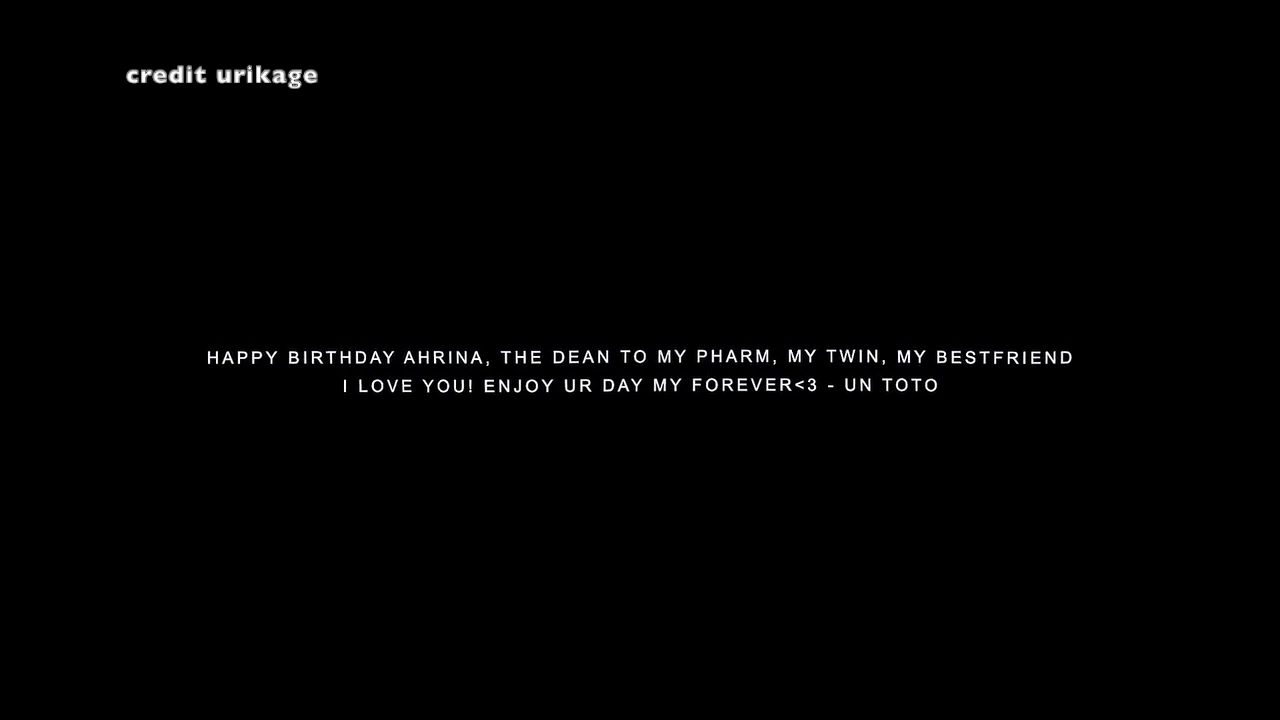 credit urikage
HAPPY BIRTHDAY AHRINA, THE DEAN TO MY PHARM, MY TWIN, MY BESTFRIEND
I LOVE YOU! ENJOY UR DAY MY FOREVER<3 - UN TOTO